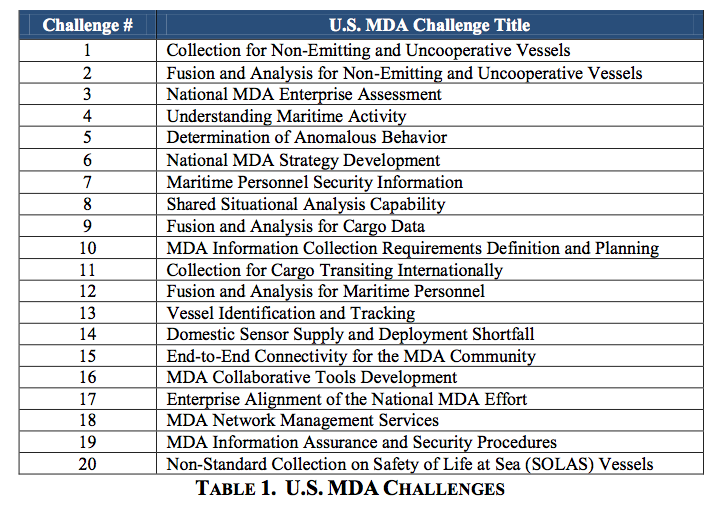 Challenge # U.S. MDA Challenge Title
1 Collection for Non-Emitting and Uncooperative Vessels
2 Fusion and Analysis for Non-Emitting and Uncooperative Vessels
3 National MDA Enterprise Assessment
4 Understanding Maritime Activity
5 Determination of Anomalous Behavior
6 National MDA Strategy Development
7 Maritime Personnel Security Information
8 Shared Situational Analysis Capability
9 Fusion and Analysis for Cargo Data
10 MDA Information Collection Requirements Definition and Planning
11 Collection for Cargo Transiting Internationally
12 Fusion and Analysis for Maritime Personnel
13 Vessel Identification and Tracking
14 Domestic Sensor Supply and Deployment Shortfall
15 End-to-End Connectivity for the MDA Community
16 MDA Collaborative Tools Development
17 Enterprise Alignment of the National MDA Effort
18 MDA Network Management Services
19 MDA Information Assurance and Security Procedures
20 Non-Standard Collection on Safety of Life at Sea (SOLAS) Vessels
TABLE 1. U.S. MDA CHALLENGES